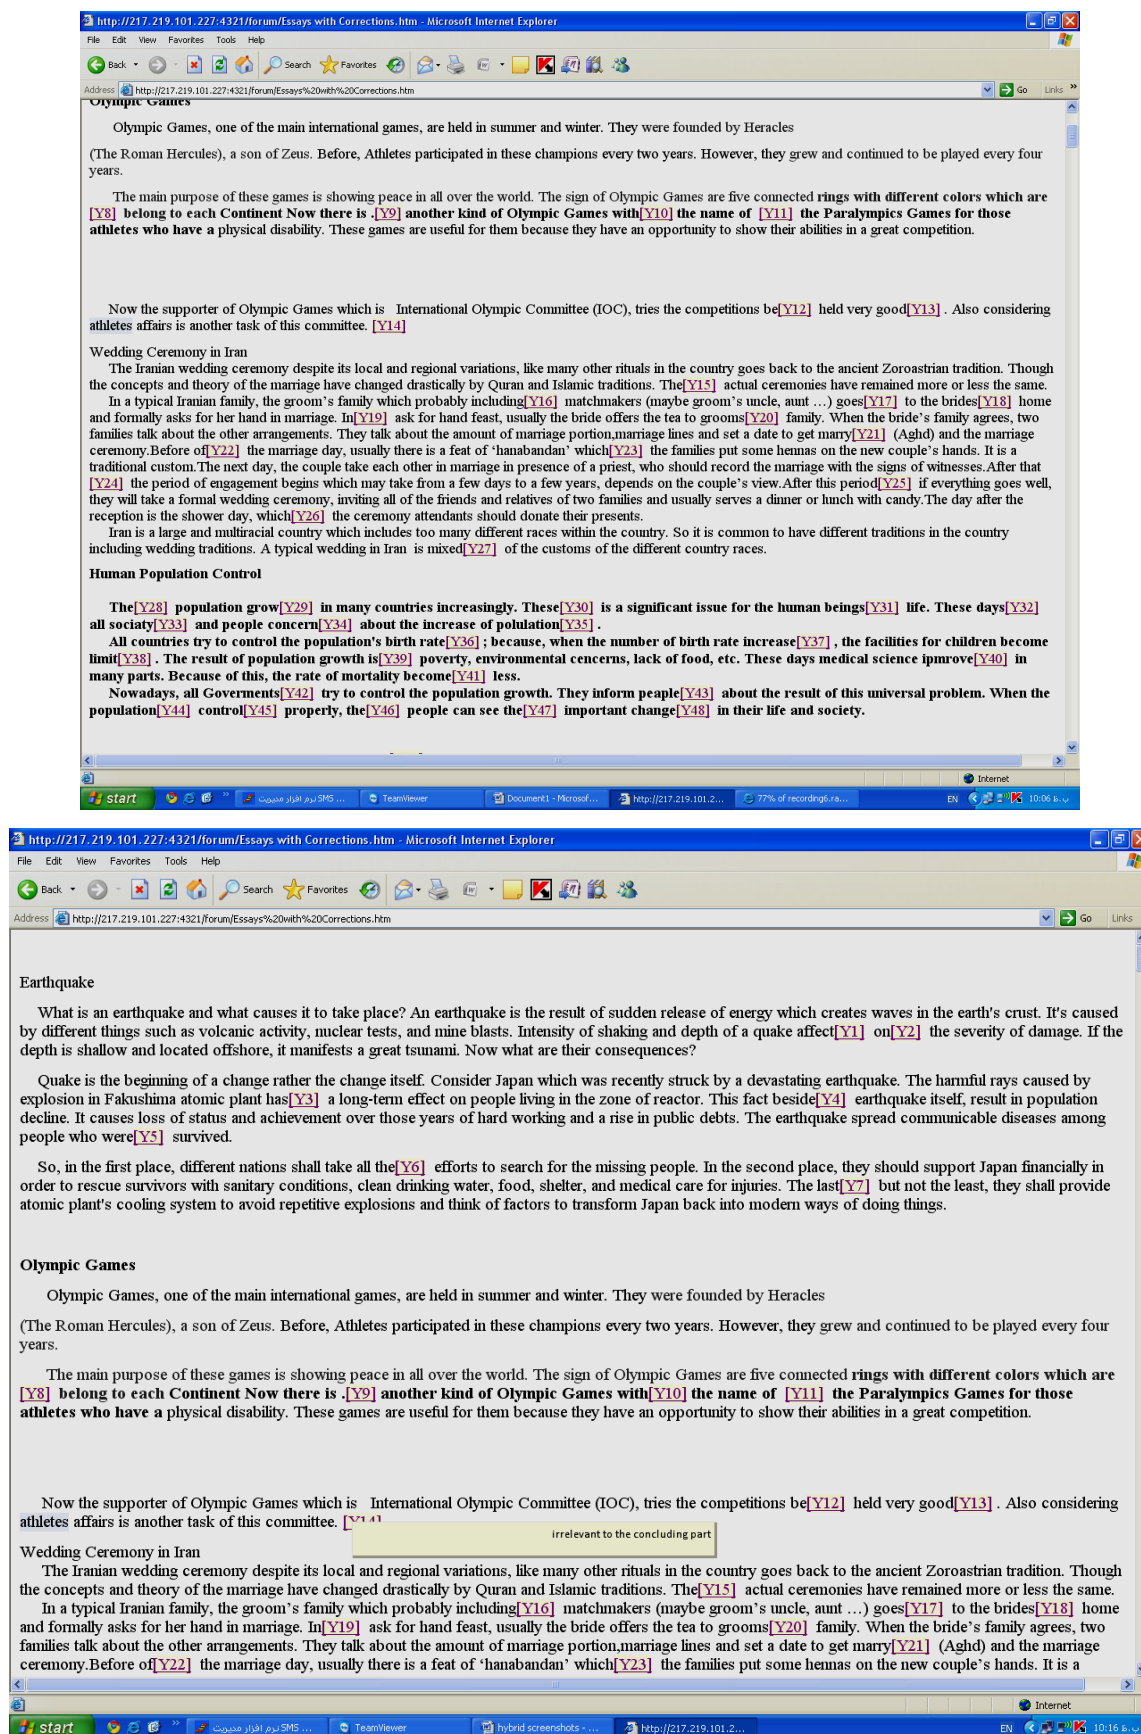 http://217.219.101.227:4321/forum/Essays with Corrections.htm - Microsoft Internet Explorer
File Edit View Favorites Tools Help
Back Search Favorites
Address http://217.219.101.227:4321/forum/Essays%20with%20Corrections.htm Go Links »
Olympic Games
Olympic Games, one of the main international games, are held in summer and winter. They were founded by Heracles
(The Roman Hercules), a son of Zeus. Before, Athletes participated in these champions every two years. However, they grew and continued to be played every four
years.
The main purpose of these games is showing peace in all over the world. The sign of Olympic Games are five connected rings with different colors which are
[Y8] belong to each Continent Now there is .[Y9] another kind of Olympic Games with[Y10] the name of [Y11] the Paralympics Games for those
athletes who have a physical disability. These games are useful for them because they have an opportunity to show their abilities in a great competition.
Now the supporter of Olympic Games which is International Olympic Committee (IOC), tries the competitions be[Y12] held very good[Y13] . Also considering
athletes affairs is another task of this committee. [Y14]
Wedding Ceremony in Iran
The Iranian wedding ceremony despite its local and regional variations, like many other rituals in the country goes back to the ancient Zoroastrian tradition. Though
the concepts and theory of the marriage have changed drastically by Quran and Islamic traditions. The[Y15] actual ceremonies have remained more or less the same.
In a typical Iranian family, the groom's family which probably including[Y16] matchmakers (maybe groom's uncle, aunt …) goes[Y17] to the brides[Y18] home
and formally asks for her hand in marriage. In[Y19] ask for hand feast, usually the bride offers the tea to grooms[Y20] family. When the bride's family agrees, two
families talk about the other arrangements. They talk about the amount of marriage portion,marriage lines and set a date to get marry[Y21] (Aghd) and the marriage
ceremony.Before of[Y22] the marriage day, usually there is a feat of 'hanabandan' which[Y23] the families put some hennas on the new couple's hands. It is a
traditional custom.The next day, the couple take each other in marriage in presence of a priest, who should record the marriage with the signs of witnesses.After that
[Y24] the period of engagement begins which may take from a few days to a few years, depends on the couple's view.After this period[Y25] if everything goes well,
they will take a formal wedding ceremony, inviting all of the friends and relatives of two families and usually serves a dinner or lunch with candy.The day after the
reception is the shower day, which[Y26] the ceremony attendants should donate their presents.
Iran is a large and multiracial country which includes too many different races within the country. So it is common to have different traditions in the country
including wedding traditions. A typical wedding in Iran is mixed[Y27] of the customs of the different country races.
Human Population Control
The[Y28] population grow[Y29] in many countries increasingly. These[Y30] is a significant issue for the human beings[Y31] life. These days[Y32]
all sociaty[Y33] and people concern[Y34] about the increase of polulation[Y35] .
All countries try to control the population's birth rate[Y36] ; because, when the number of birth rate increase[Y37] , the facilities for children become
limit[Y38] . The result of population growth is[Y39] poverty, environmental cencerns, lack of food, etc. These days medical science ipmrove[Y40] in
many parts. Because of this, the rate of mortality become[Y41] less.
Nowadays, all Goverments[Y42] try to control the population growth. They inform peaple[Y43] about the result of this universal problem. When the
population[Y44] control[Y45] properly, the[Y46] people can see the[Y47] important change[Y48] in their life and society.
Internet
start » نرم افزار مدیریت SMS ... TeamViewer Document1 - Microsof... http://217.219.101.2... 77% of recording6.ra... EN 10:06 ب.ظ
http://217.219.101.227:4321/forum/Essays with Corrections.htm - Microsoft Internet Explorer
File Edit View Favorites Tools Help
Back Search Favorites
Address http://217.219.101.227:4321/forum/Essays%20with%20Corrections.htm Go Links
Earthquake
What is an earthquake and what causes it to take place? An earthquake is the result of sudden release of energy which creates waves in the earth's crust. It's caused
by different things such as volcanic activity, nuclear tests, and mine blasts. Intensity of shaking and depth of a quake affect[Y1] on[Y2] the severity of damage. If the
depth is shallow and located offshore, it manifests a great tsunami. Now what are their consequences?
Quake is the beginning of a change rather the change itself. Consider Japan which was recently struck by a devastating earthquake. The harmful rays caused by
explosion in Fakushima atomic plant has[Y3] a long-term effect on people living in the zone of reactor. This fact beside[Y4] earthquake itself, result in population
decline. It causes loss of status and achievement over those years of hard working and a rise in public debts. The earthquake spread communicable diseases among
people who were[Y5] survived.
So, in the first place, different nations shall take all the[Y6] efforts to search for the missing people. In the second place, they should support Japan financially in
order to rescue survivors with sanitary conditions, clean drinking water, food, shelter, and medical care for injuries. The last[Y7] but not the least, they shall provide
atomic plant's cooling system to avoid repetitive explosions and think of factors to transform Japan back into modern ways of doing things.
Olympic Games
Olympic Games, one of the main international games, are held in summer and winter. They were founded by Heracles
(The Roman Hercules), a son of Zeus. Before, Athletes participated in these champions every two years. However, they grew and continued to be played every four
years.
The main purpose of these games is showing peace in all over the world. The sign of Olympic Games are five connected rings with different colors which are
[Y8] belong to each Continent Now there is .[Y9] another kind of Olympic Games with[Y10] the name of [Y11] the Paralympics Games for those
athletes who have a physical disability. These games are useful for them because they have an opportunity to show their abilities in a great competition.
Now the supporter of Olympic Games which is International Olympic Committee (IOC), tries the competitions be[Y12] held very good[Y13] . Also considering
athletes affairs is another task of this committee. [Y14]
irrelevant to the concluding part
Wedding Ceremony in Iran
The Iranian wedding ceremony despite its local and regional variations, like many other rituals in the country goes back to the ancient Zoroastrian tradition. Though
the concepts and theory of the marriage have changed drastically by Quran and Islamic traditions. The[Y15] actual ceremonies have remained more or less the same.
In a typical Iranian family, the groom's family which probably including[Y16] matchmakers (maybe groom's uncle, aunt …) goes[Y17] to the brides[Y18] home
and formally asks for her hand in marriage. In[Y19] ask for hand feast, usually the bride offers the tea to grooms[Y20] family. When the bride's family agrees, two
families talk about the other arrangements. They talk about the amount of marriage portion,marriage lines and set a date to get marry[Y21] (Aghd) and the marriage
ceremony.Before of[Y22] the marriage day, usually there is a feat of 'hanabandan' which[Y23] the families put some hennas on the new couple's hands. It is a
Internet
start » نرم افزار مدیریت SMS ... TeamViewer hybrid screenshots - ... http://217.219.101.2... EN 10:16 ب.ظ